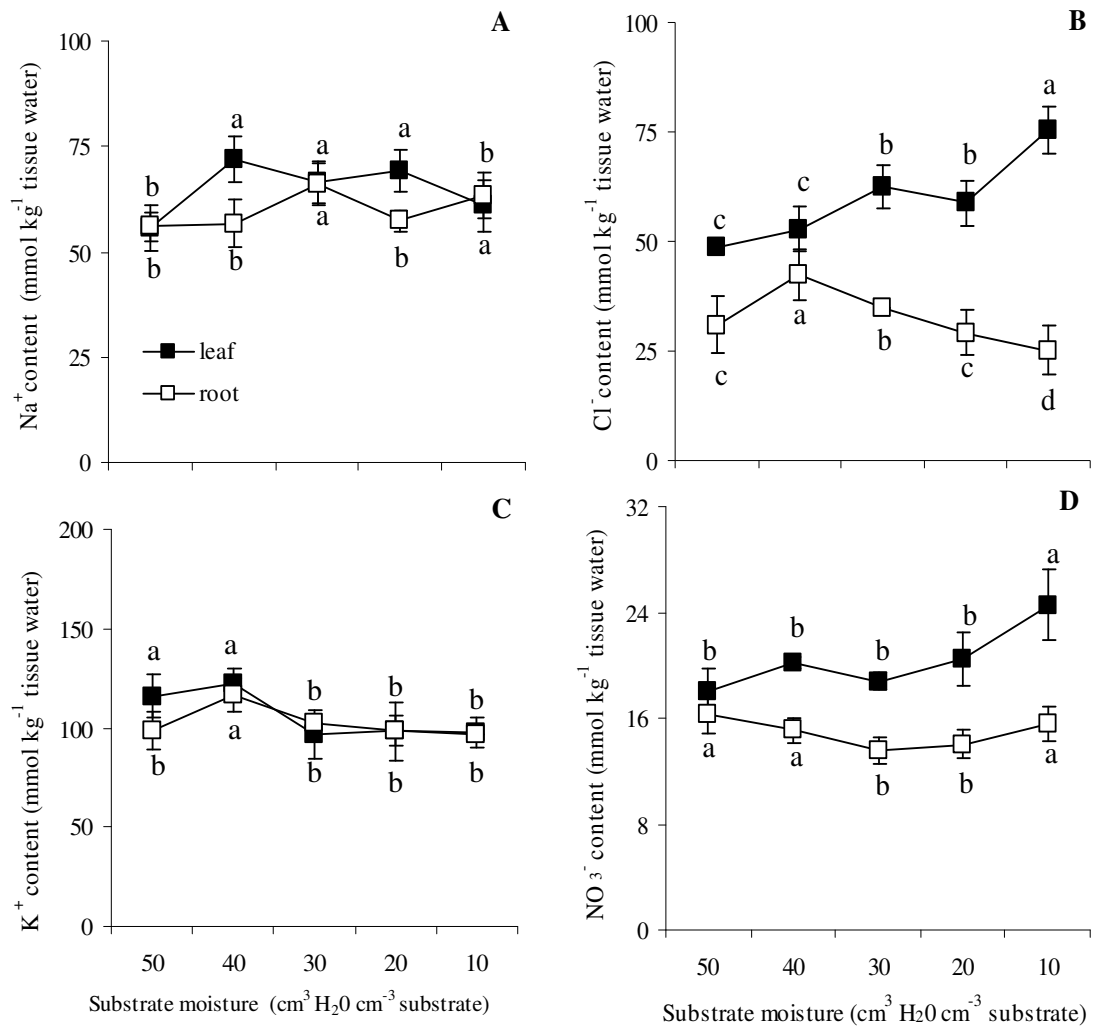 A
Na⁺ content (mmol kg⁻¹ tissue water)
100
75
50
25
0
b
a
a
a
b
b
b
a
b
a
leaf
root
B
Cl⁻ content (mmol kg⁻¹ tissue water)
100
75
50
25
0
c
c
b
b
a
c
a
b
c
d
C
K⁺ content (mmol kg⁻¹ tissue water)
200
150
100
50
0
a
a
b
b
b
b
a
b
b
b
50
40
30
20
10
Substrate moisture (cm³ H₂0 cm⁻³ substrate)
D
NO₃⁻ content (mmol kg⁻¹ tissue water)
32
24
16
8
0
b
b
b
b
a
a
a
b
b
a
50
40
30
20
10
Substrate moisture (cm³ H₂0 cm⁻³ substrate)